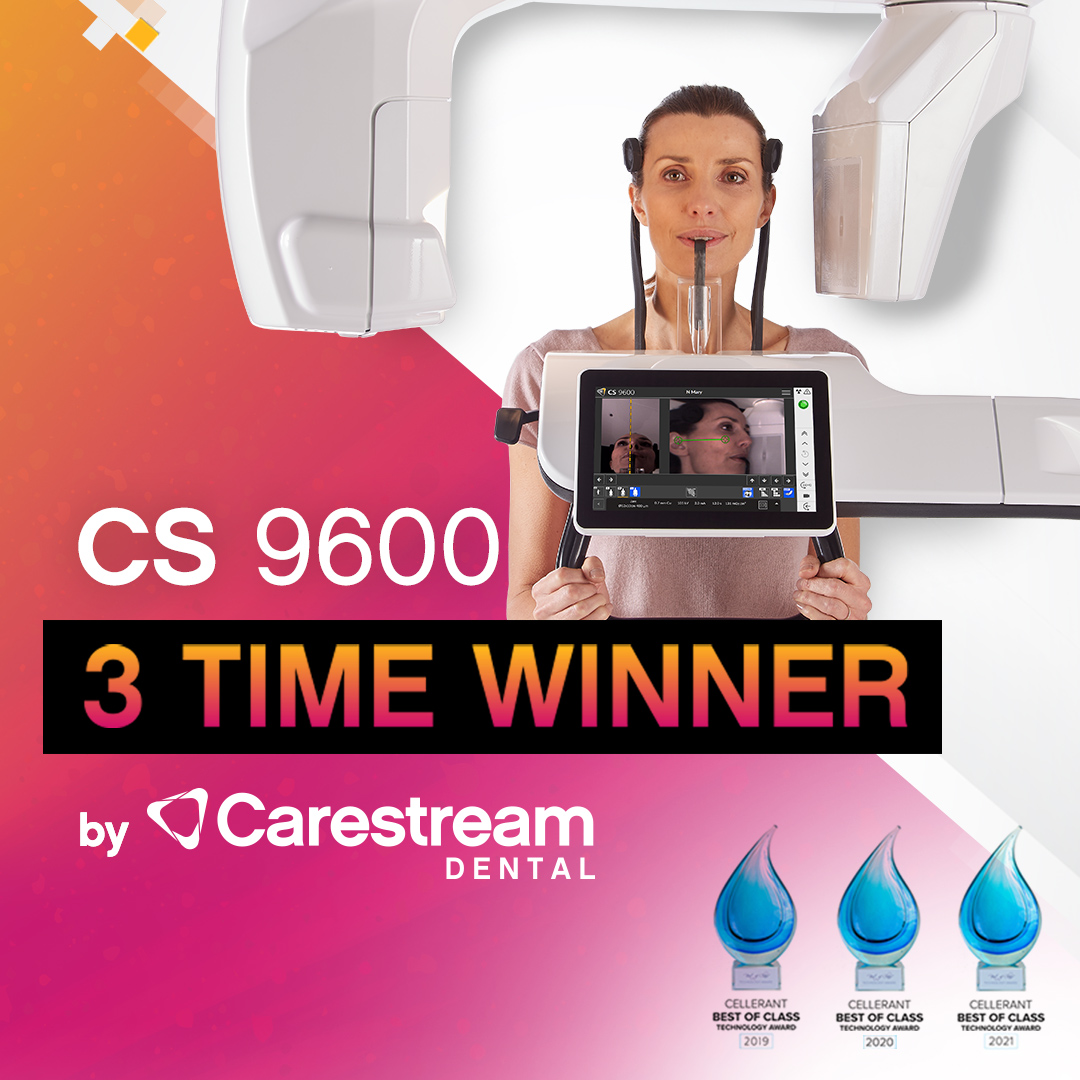 CS 9600
N Mary
CS 9600
3 TIME WINNER
by Carestream
DENTAL
CELLERANT
BEST OF CLASS
TECHNOLOGY AWARD
2019
CELLERANT
BEST OF CLASS
TECHNOLOGY AWARD
2020
CELLERANT
BEST OF CLASS
TECHNOLOGY AWARD
2021